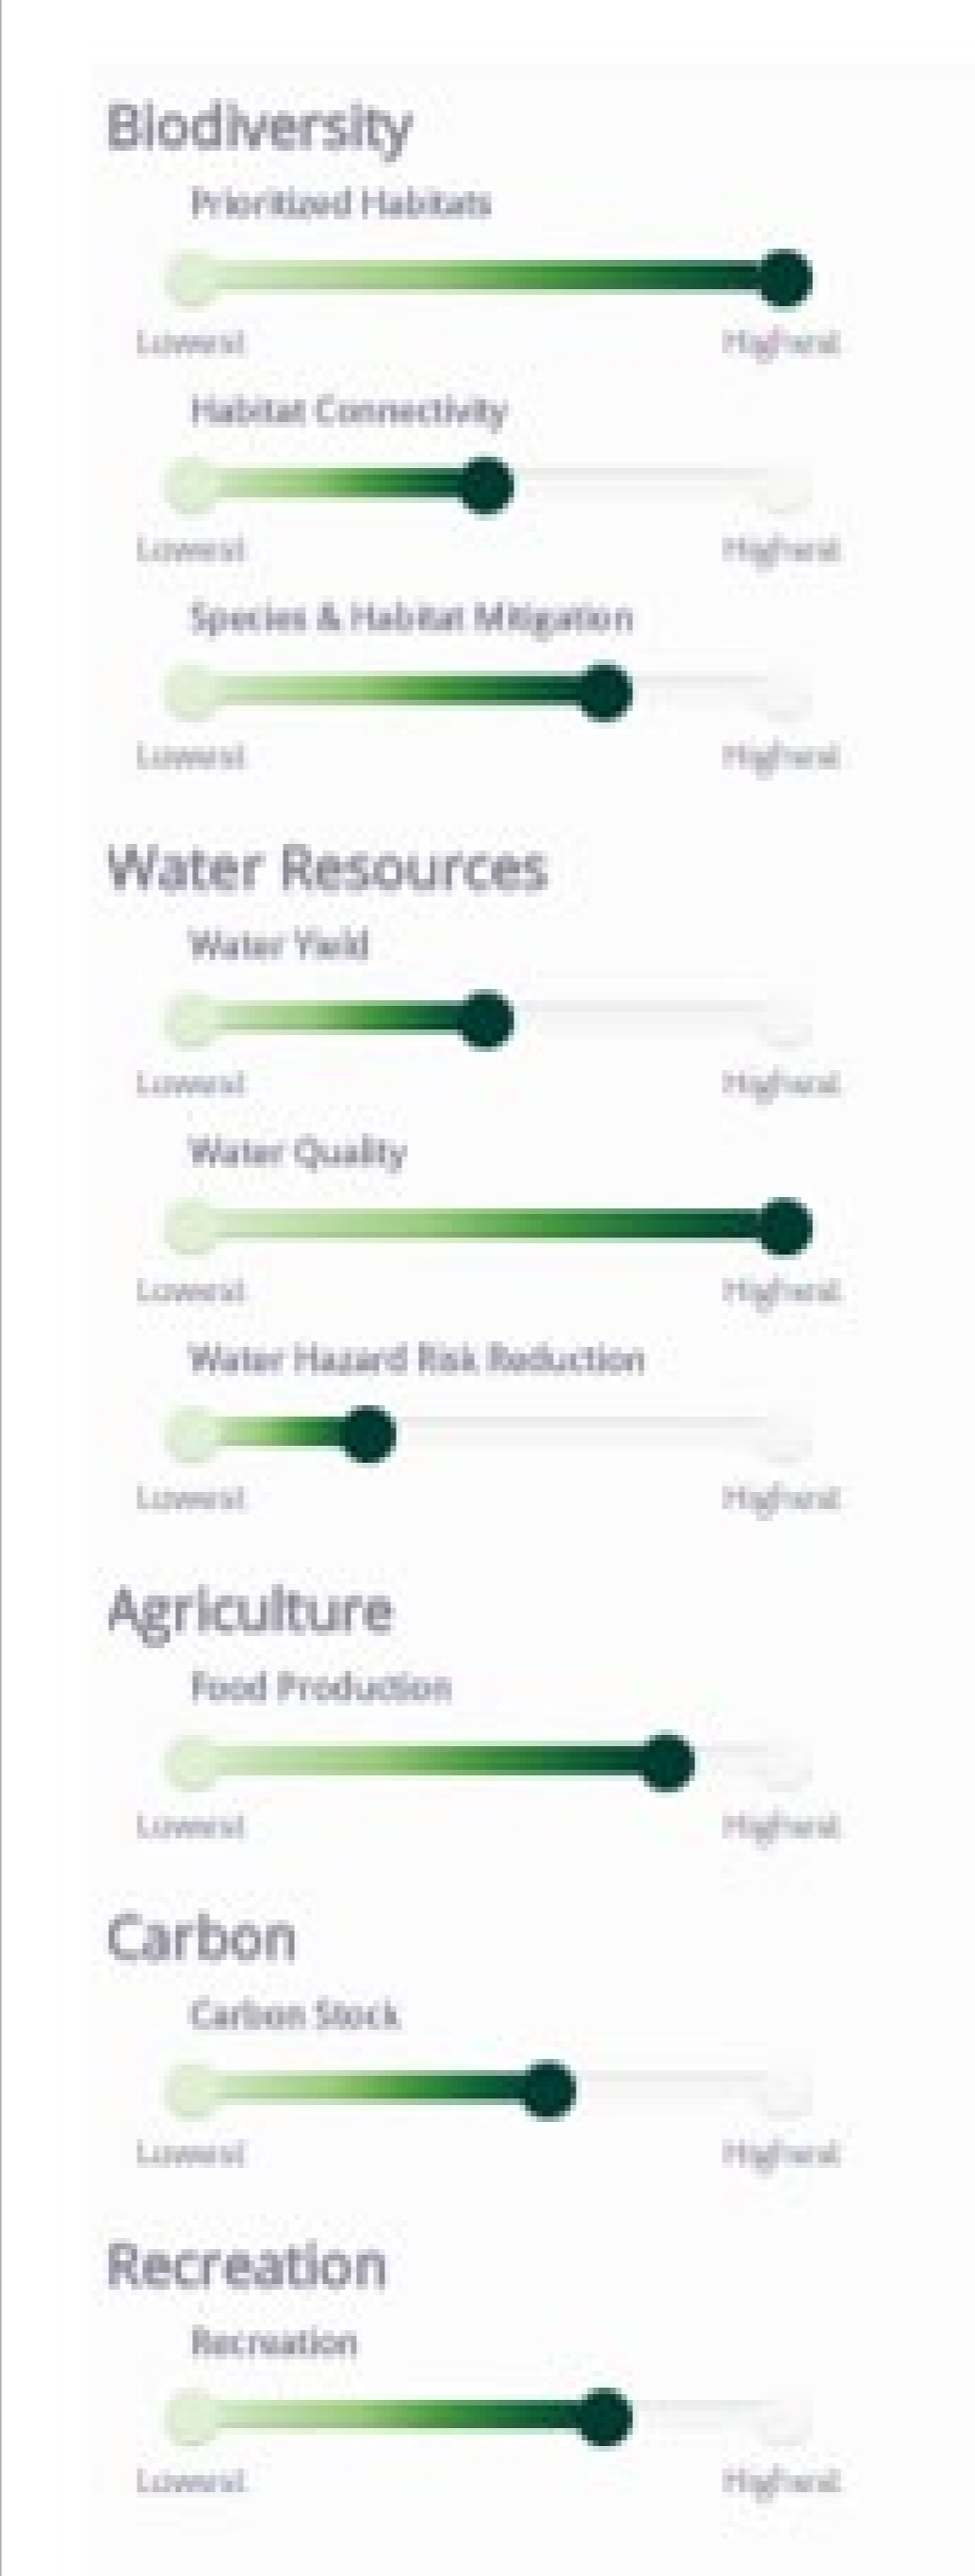 Biodiversity
Prioritized Habitats
Lowest Highest
Habitat Connectivity
Lowest Highest
Species & Habitat Mitigation
Lowest Highest
Water Resources
Water Yield
Lowest Highest
Water Quality
Lowest Highest
Water Hazard Risk Reduction
Lowest Highest
Agriculture
Food Production
Lowest Highest
Carbon
Carbon Stock
Lowest Highest
Recreation
Recreation
Lowest Highest